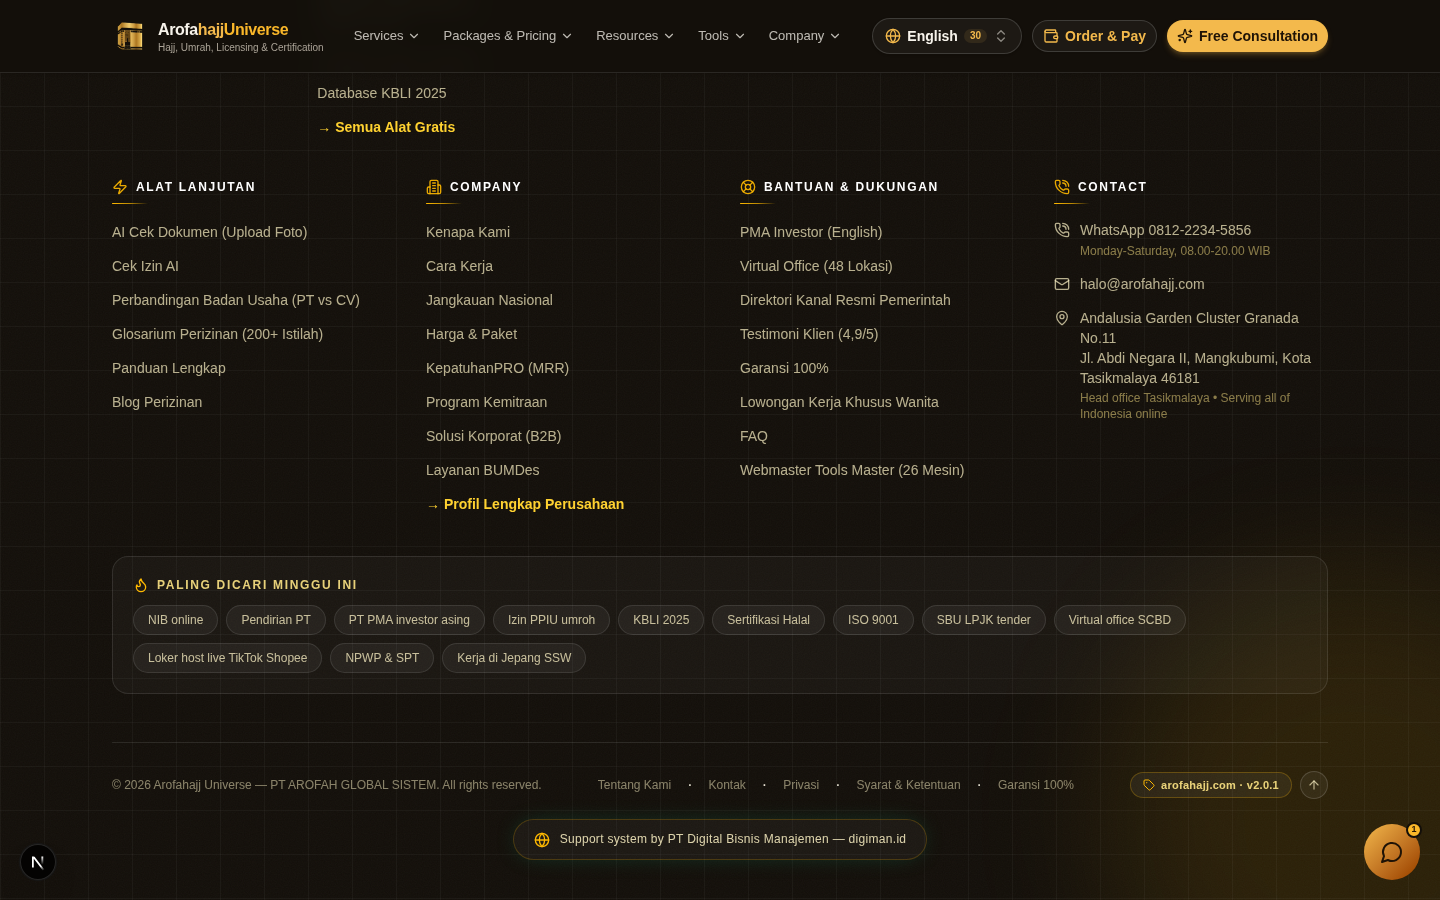 ArofahajjUniverse
Hajj, Umrah, Licensing & Certification
Services
Packages & Pricing
Resources
Tools
Company
English 30
Order & Pay
Free Consultation
Database KBLI 2025
→ Semua Alat Gratis
ALAT LANJUTAN
AI Cek Dokumen (Upload Foto)
Cek Izin AI
Perbandingan Badan Usaha (PT vs CV)
Glosarium Perizinan (200+ Istilah)
Panduan Lengkap
Blog Perizinan
COMPANY
Kenapa Kami
Cara Kerja
Jangkauan Nasional
Harga & Paket
KepatuhanPRO (MRR)
Program Kemitraan
Solusi Korporat (B2B)
Layanan BUMDes
→ Profil Lengkap Perusahaan
BANTUAN & DUKUNGAN
PMA Investor (English)
Virtual Office (48 Lokasi)
Direktori Kanal Resmi Pemerintah
Testimoni Klien (4,9/5)
Garansi 100%
Lowongan Kerja Khusus Wanita
FAQ
Webmaster Tools Master (26 Mesin)
CONTACT
WhatsApp 0812-2234-5856
Monday-Saturday, 08.00-20.00 WIB
halo@arofahajj.com
Andalusia Garden Cluster Granada
No.11
Jl. Abdi Negara II, Mangkubumi, Kota
Tasikmalaya 46181
Head office Tasikmalaya • Serving all of
Indonesia online
PALING DICARI MINGGU INI
NIB online
Pendirian PT
PT PMA investor asing
Izin PPIU umroh
KBLI 2025
Sertifikasi Halal
ISO 9001
SBU LPJK tender
Virtual office SCBD
Loker host live TikTok Shopee
NPWP & SPT
Kerja di Jepang SSW
© 2026 Arofahajj Universe — PT AROFAH GLOBAL SISTEM. All rights reserved.
Tentang Kami · Kontak · Privasi · Syarat & Ketentuan · Garansi 100%
arofahajj.com · v2.0.1
Support system by PT Digital Bisnis Manajemen — digiman.id
N
1